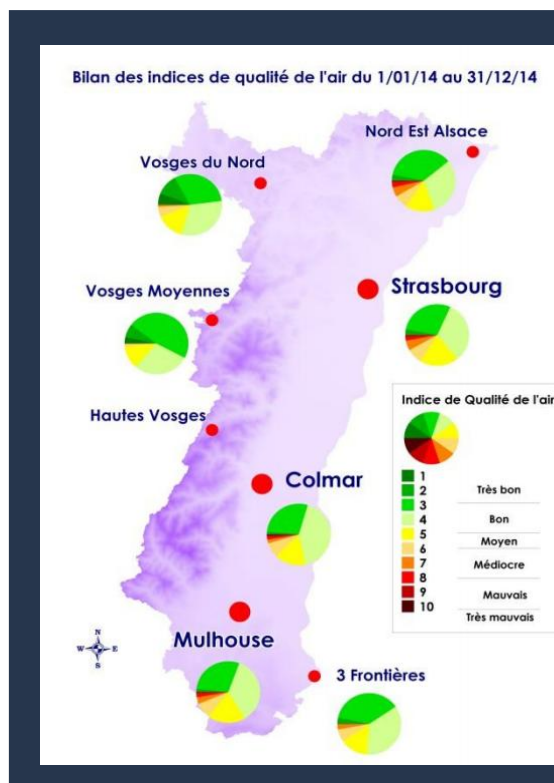 Bilan des indices de qualité de l'air du 1/01/14 au 31/12/14
Nord Est Alsace
Vosges du Nord
Vosges Moyennes
Strasbourg
Hautes Vosges
Colmar
Mulhouse
3 Frontières
Indice de Qualité de l'air
1
2
3
4
5
6
7
8
9
10
Très bon
Bon
Moyen
Médiocre
Mauvais
Très mauvais
N
W E
S